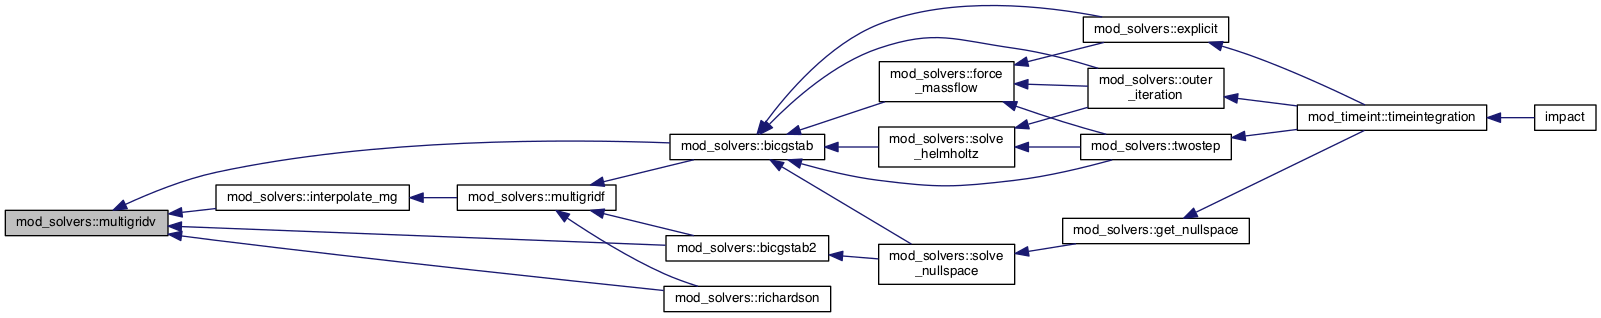 mod_solvers::multigridv
mod_solvers::interpolate_mg
mod_solvers::multigridf
mod_solvers::bicgstab
mod_solvers::bicgstab2
mod_solvers::richardson
mod_solvers::force
_massflow
mod_solvers::solve
_helmholtz
mod_solvers::solve
_nullspace
mod_solvers::explicit
mod_solvers::outer
_iteration
mod_solvers::twostep
mod_solvers::get_nullspace
mod_timeint::timeintegration
impact